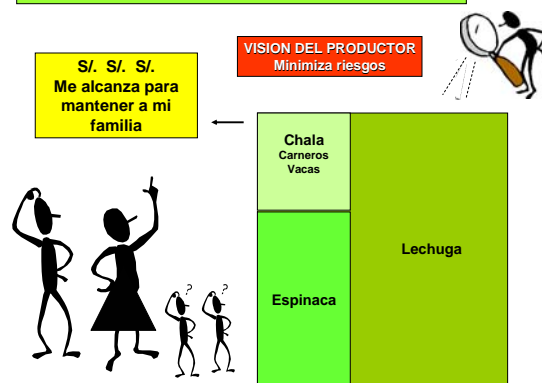 VISION DEL PRODUCTOR
Minimiza riesgos
S/. S/. S/.
Me alcanza para
mantener a mi
familia
Chala
Carneros
Vacas
Lechuga
Espinaca
?
?